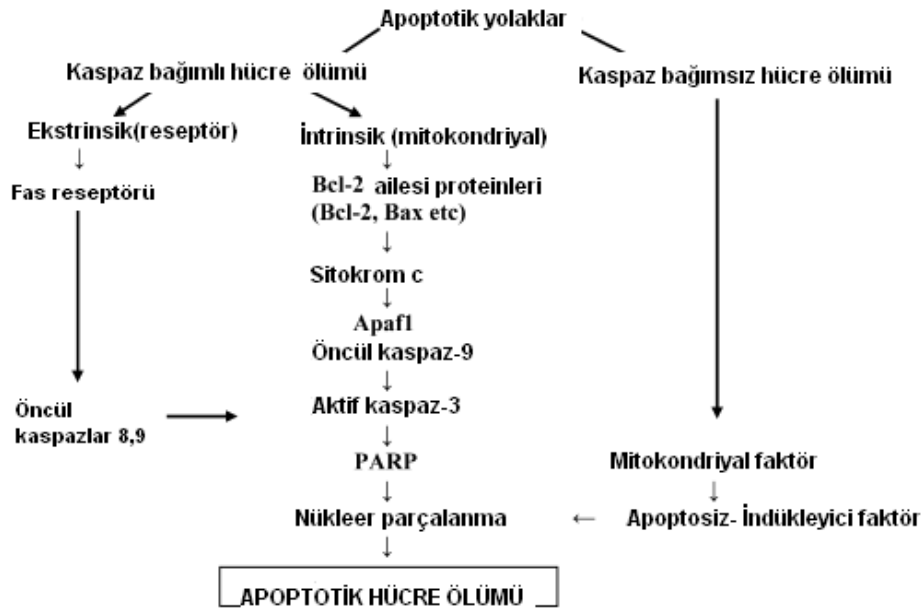 Apoptotik yolaklar
Kaspaz bağımlı hücre ölümü
Kaspaz bağımsız hücre ölümü
Ekstrinsik(reseptör)
İntrinsik (mitokondriyal)
Fas reseptörü
Bcl-2 ailesi proteinleri
(Bcl-2, Bax etc)
Sitokrom c
Apaf1
Öncül kaspaz-9
Öncül
kaspazlar 8,9
Aktif kaspaz-3
PARP
Mitokondriyal faktör
Nükleer parçalanma
Apoptosiz- İndükleyici faktör
APOPTOTİK HÜCRE ÖLÜMÜ